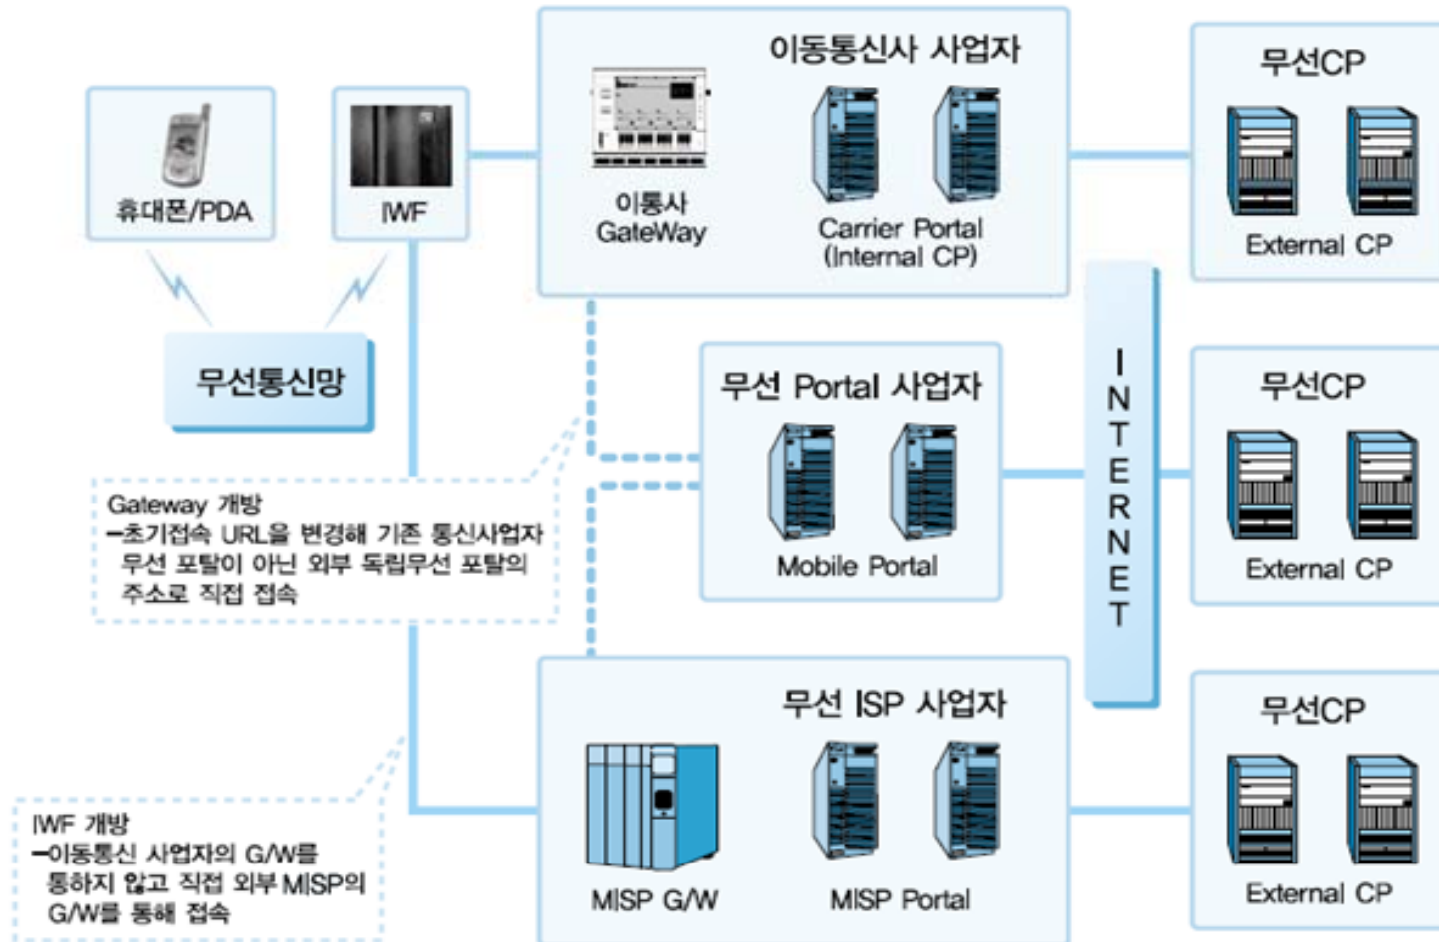 휴대폰/PDA
IWF
무선통신망
이동통신사 사업자
이통사
GateWay
Carrier Portal
(Internal CP)
무선CP
External CP
Gateway 개방
-초기접속 URL을 변경해 기존 통신사업자
무선 포탈이 아닌 외부 독립무선 포탈의
주소로 직접 접속
무선 Portal 사업자
Mobile Portal
INTERNET
무선CP
External CP
IWF 개방
-이동통신 사업자의 G/W를
통하지 않고 직접 외부 MISP의
G/W를 통해 접속
무선 ISP 사업자
MISP G/W
MISP Portal
무선CP
External CP